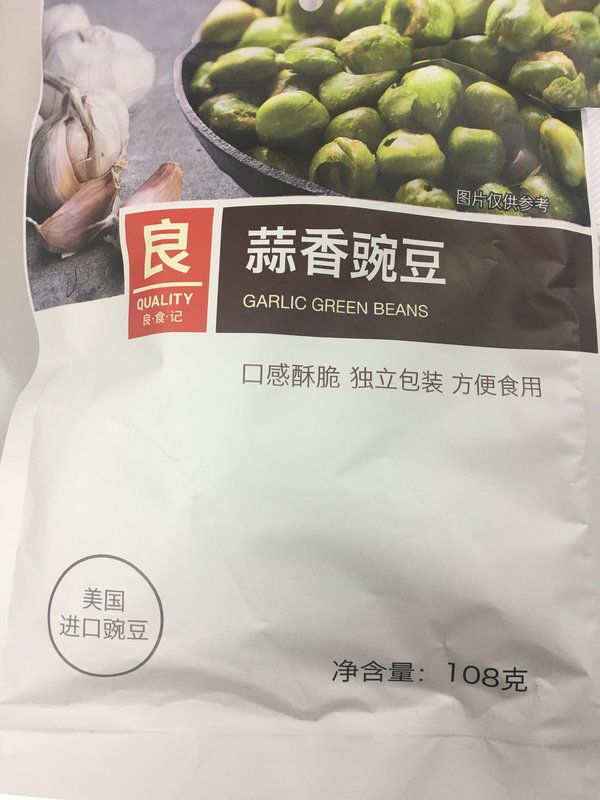 图片仅供参考
良
QUALITY
良·食·记
蒜香豌豆
GARLIC GREEN BEANS
口感酥脆 独立包装 方便食用
美国
进口豌豆
净含量：108克